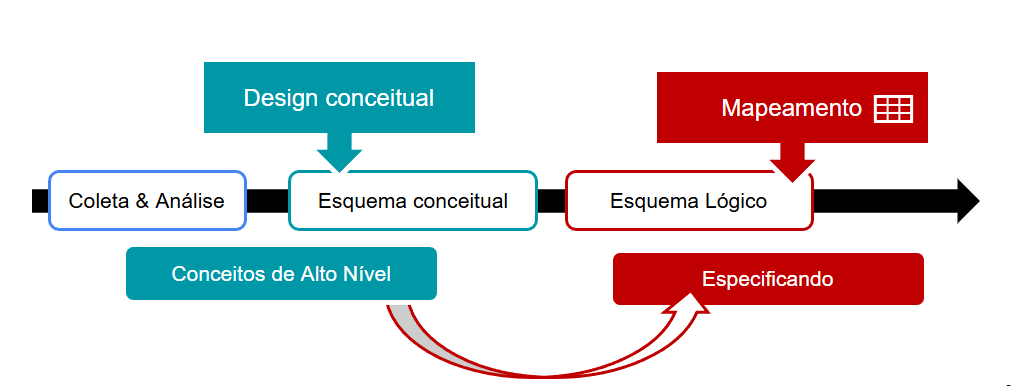 Design conceitual
Mapeamento
Coleta & Análise
Esquema conceitual
Esquema Lógico
Conceitos de Alto Nível
Especificando